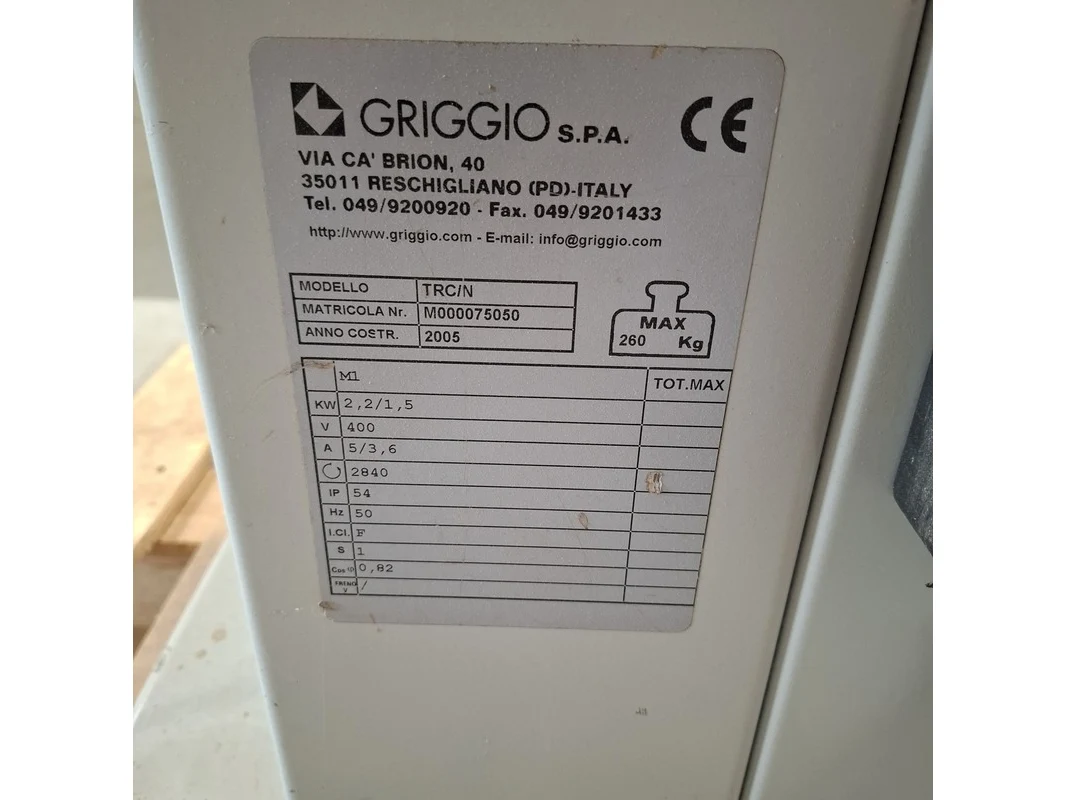 GRIGGIO S.P.A.
CE
VIA CA' BRION, 40
35011 RESCHIGLIANO (PD)-ITALY
Tel. 049/9200920 - Fax. 049/9201433
http://www.griggio.com - E-mail: info@griggio.com
MODELLO TRC/N
MATRICOLA Nr. M000075050
ANNO COSTR. 2005
MAX
260 Kg
M1 TOT.MAX
KW 2,2/1,5
V 400
A 5/3,6
2840
IP 54
Hz 50
I.Cl. F
S 1
Cos φ 0,82
FRENO V /